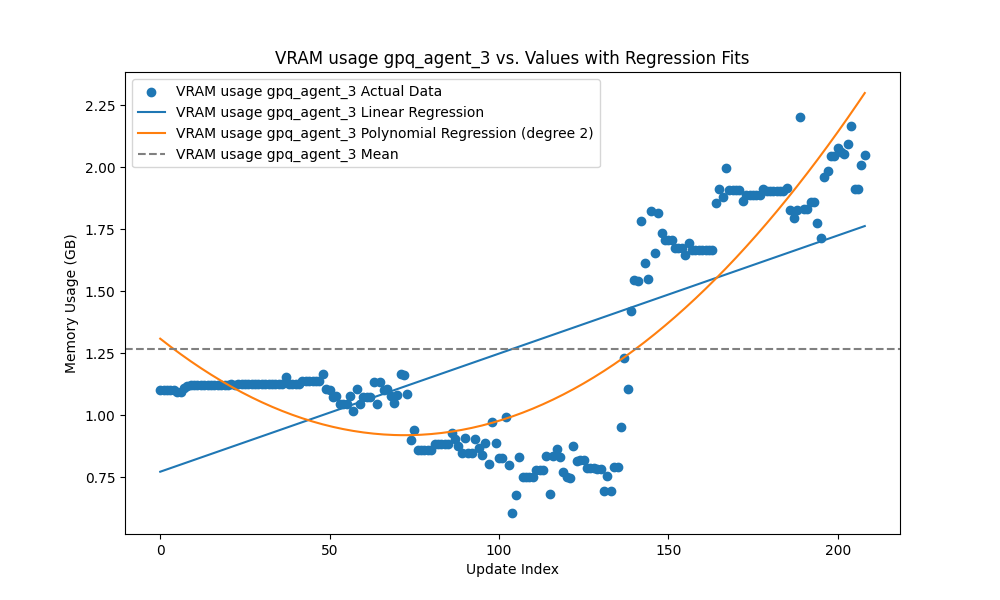 VRAM usage gpq_agent_3 vs. Values with Regression Fits
VRAM usage gpq_agent_3 Actual Data
VRAM usage gpq_agent_3 Linear Regression
VRAM usage gpq_agent_3 Polynomial Regression (degree 2)
VRAM usage gpq_agent_3 Mean
Memory Usage (GB)
2.25
2.00
1.75
1.50
1.25
1.00
0.75
0 50 100 150 200
Update Index